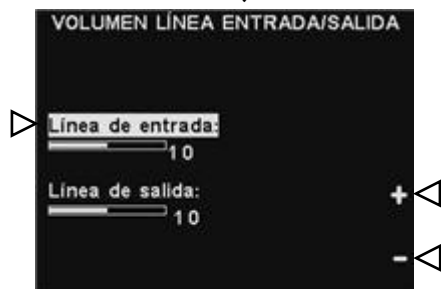 VOLUMEN LÍNEA ENTRADA/SALIDA
Línea de entrada:
10
Línea de salida:
10
+
-